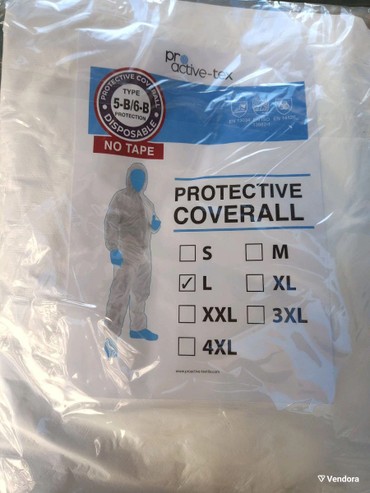 pro
active-tex
PROTECTIVE COVERALL
TYPE
5-B/6-B
PROTECTION
DISPOSABLE
NO TAPE
PROTECTIVE
COVERALL
S
M
✓ L
XL
XXL
3XL
4XL
Vendora